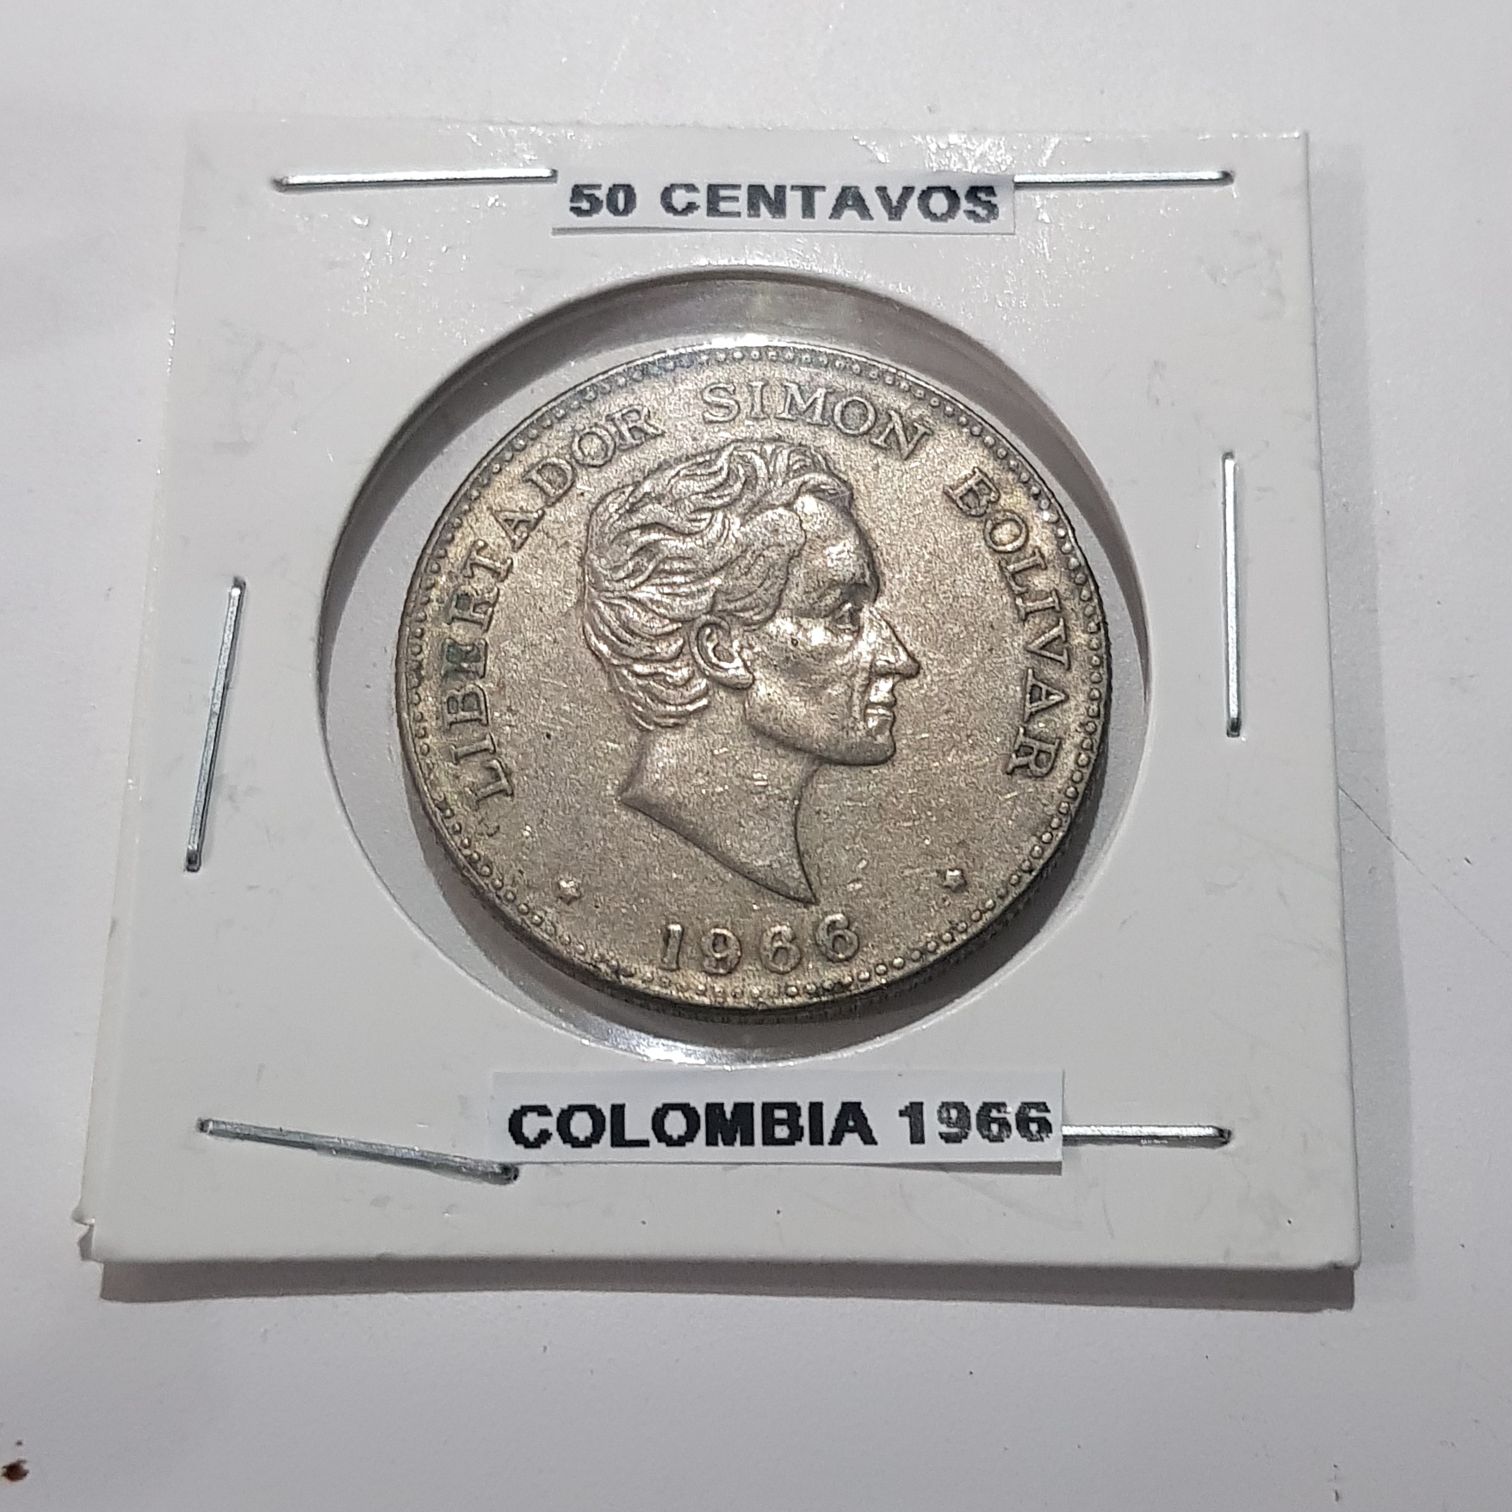 50 CENTAVOS
LIBERTADOR SIMON BOLIVAR
1966
COLOMBIA 1966